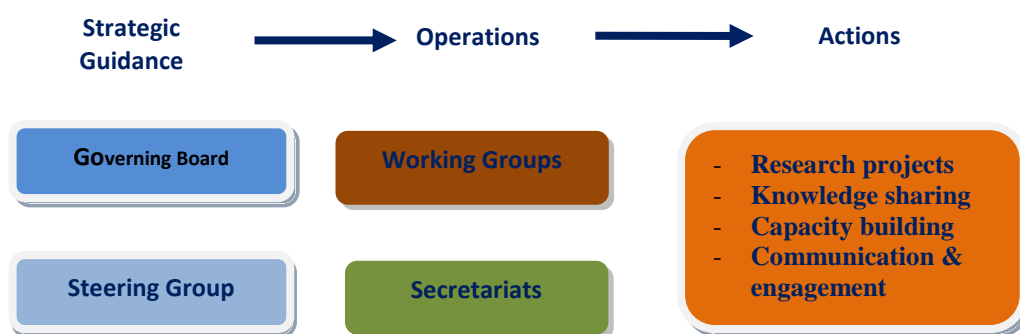 Strategic
Guidance
Operations
Actions
Governing Board
Working Groups
Steering Group
Secretariats
- Research projects
- Knowledge sharing
- Capacity building
- Communication &
engagement